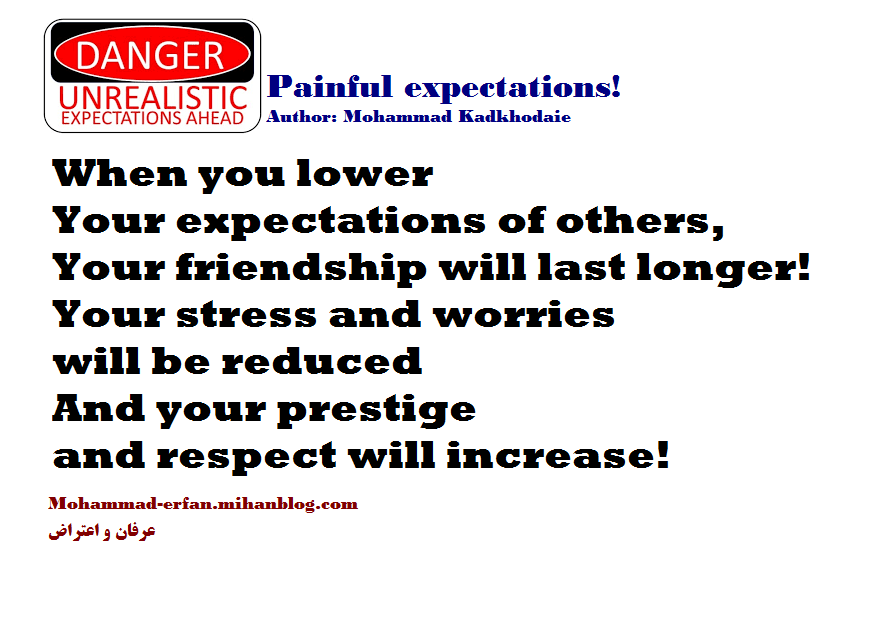 DANGER
UNREALISTIC
EXPECTATIONS AHEAD
Painful expectations!
Author: Mohammad Kadkhodaie
When you lower
Your expectations of others,
Your friendship will last longer!
Your stress and worries
will be reduced
And your prestige
and respect will increase!
Mohammad-erfan.mihanblog.com
عرفان و اعتراض